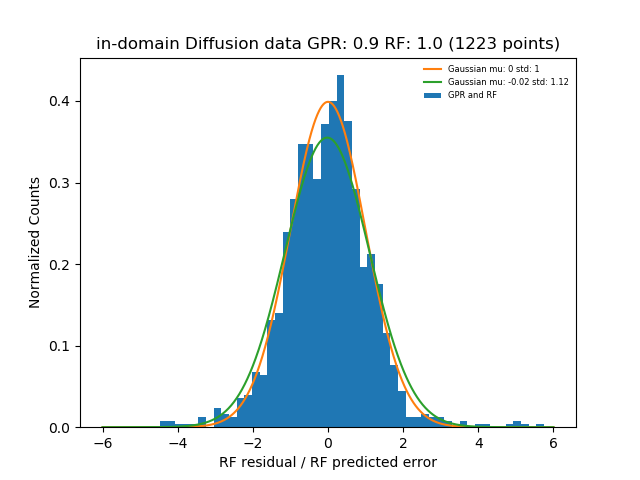 in-domain Diffusion data GPR: 0.9 RF: 1.0 (1223 points)
Gaussian mu: 0 std: 1
Gaussian mu: -0.02 std: 1.12
GPR and RF
Normalized Counts
0.4
0.3
0.2
0.1
0.0
−6 −4 −2 0 2 4 6
RF residual / RF predicted error